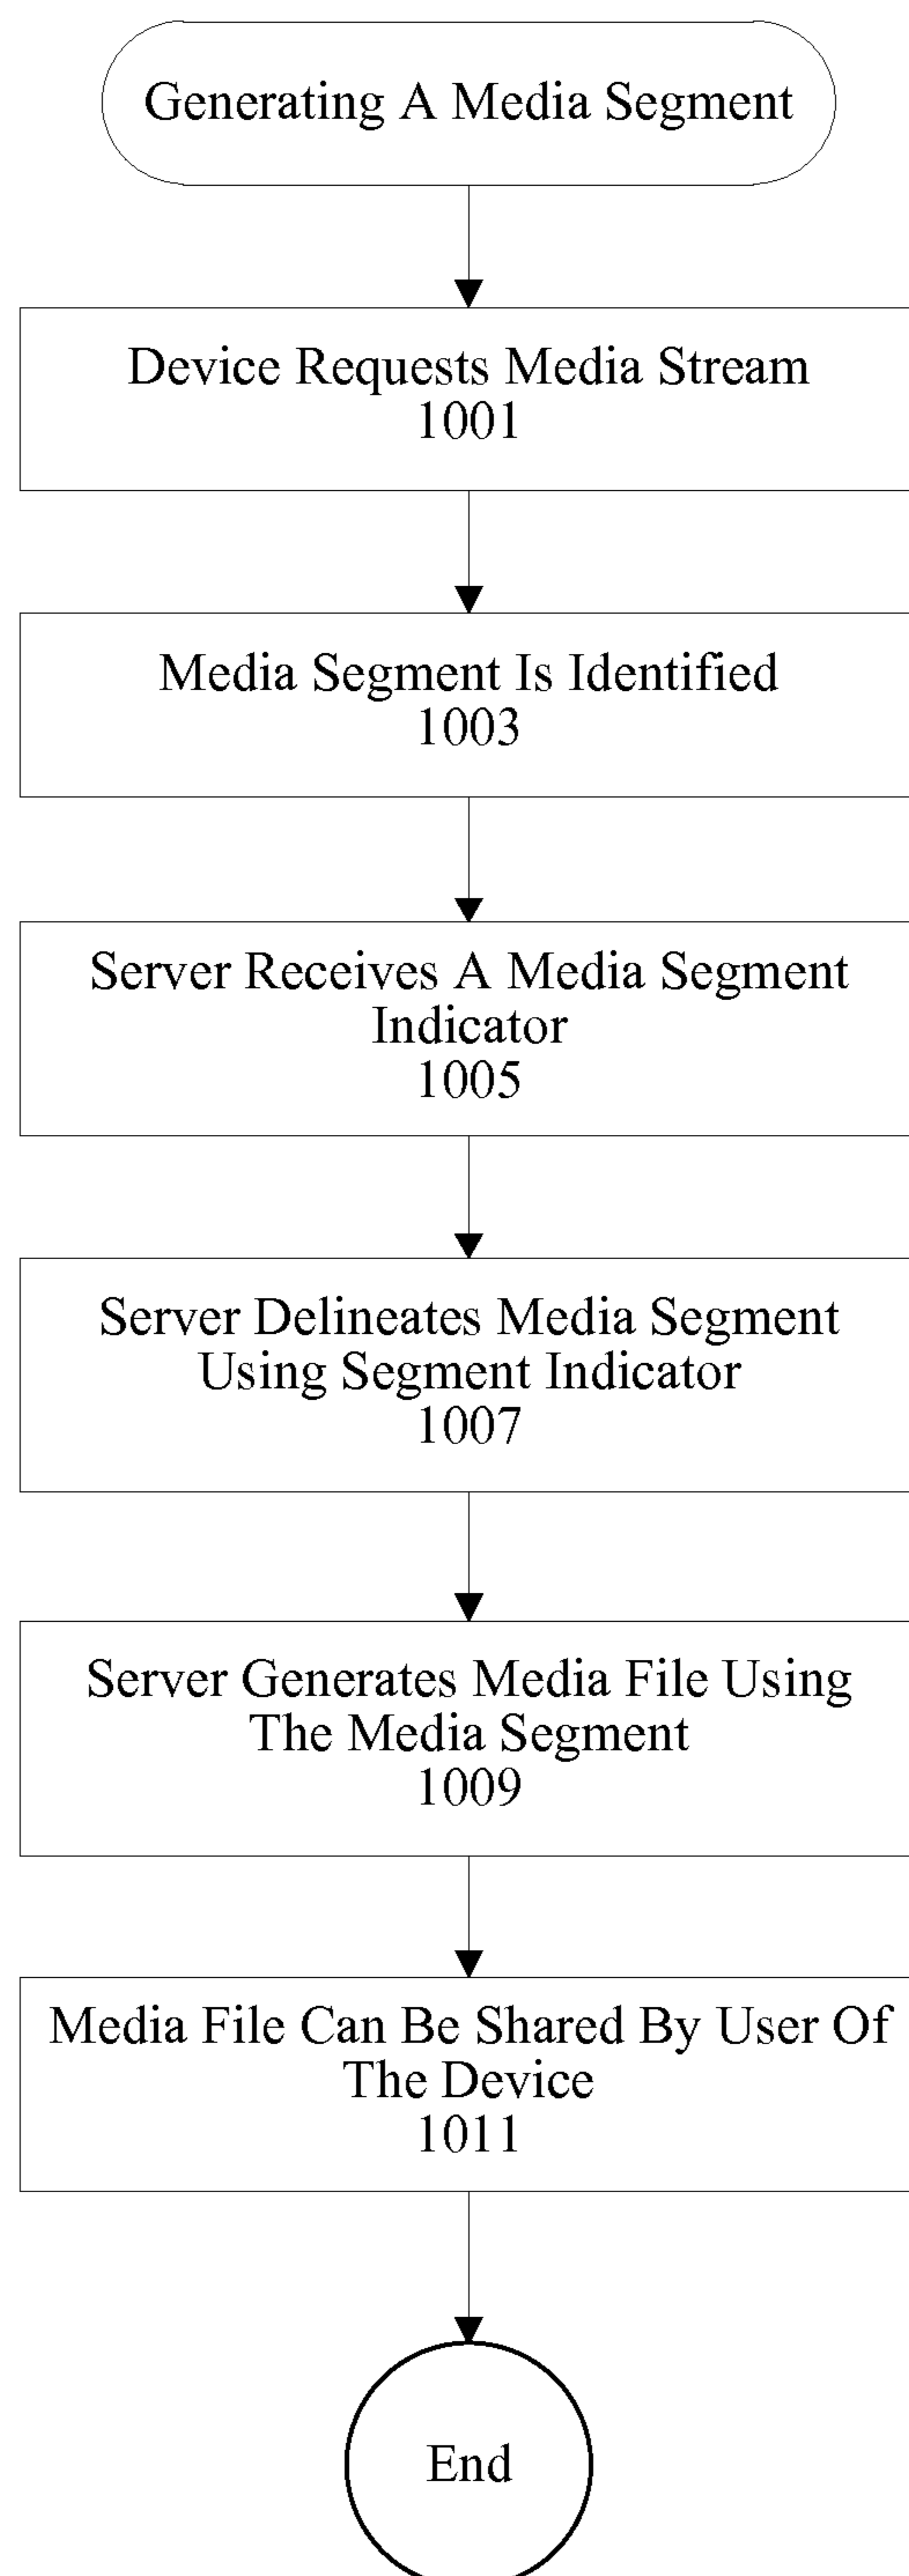 Generating A Media Segment
Device Requests Media Stream
1001
Media Segment Is Identified
1003
Server Receives A Media Segment
Indicator
1005
Server Delineates Media Segment
Using Segment Indicator
1007
Server Generates Media File Using
The Media Segment
1009
Media File Can Be Shared By User Of
The Device
1011
End